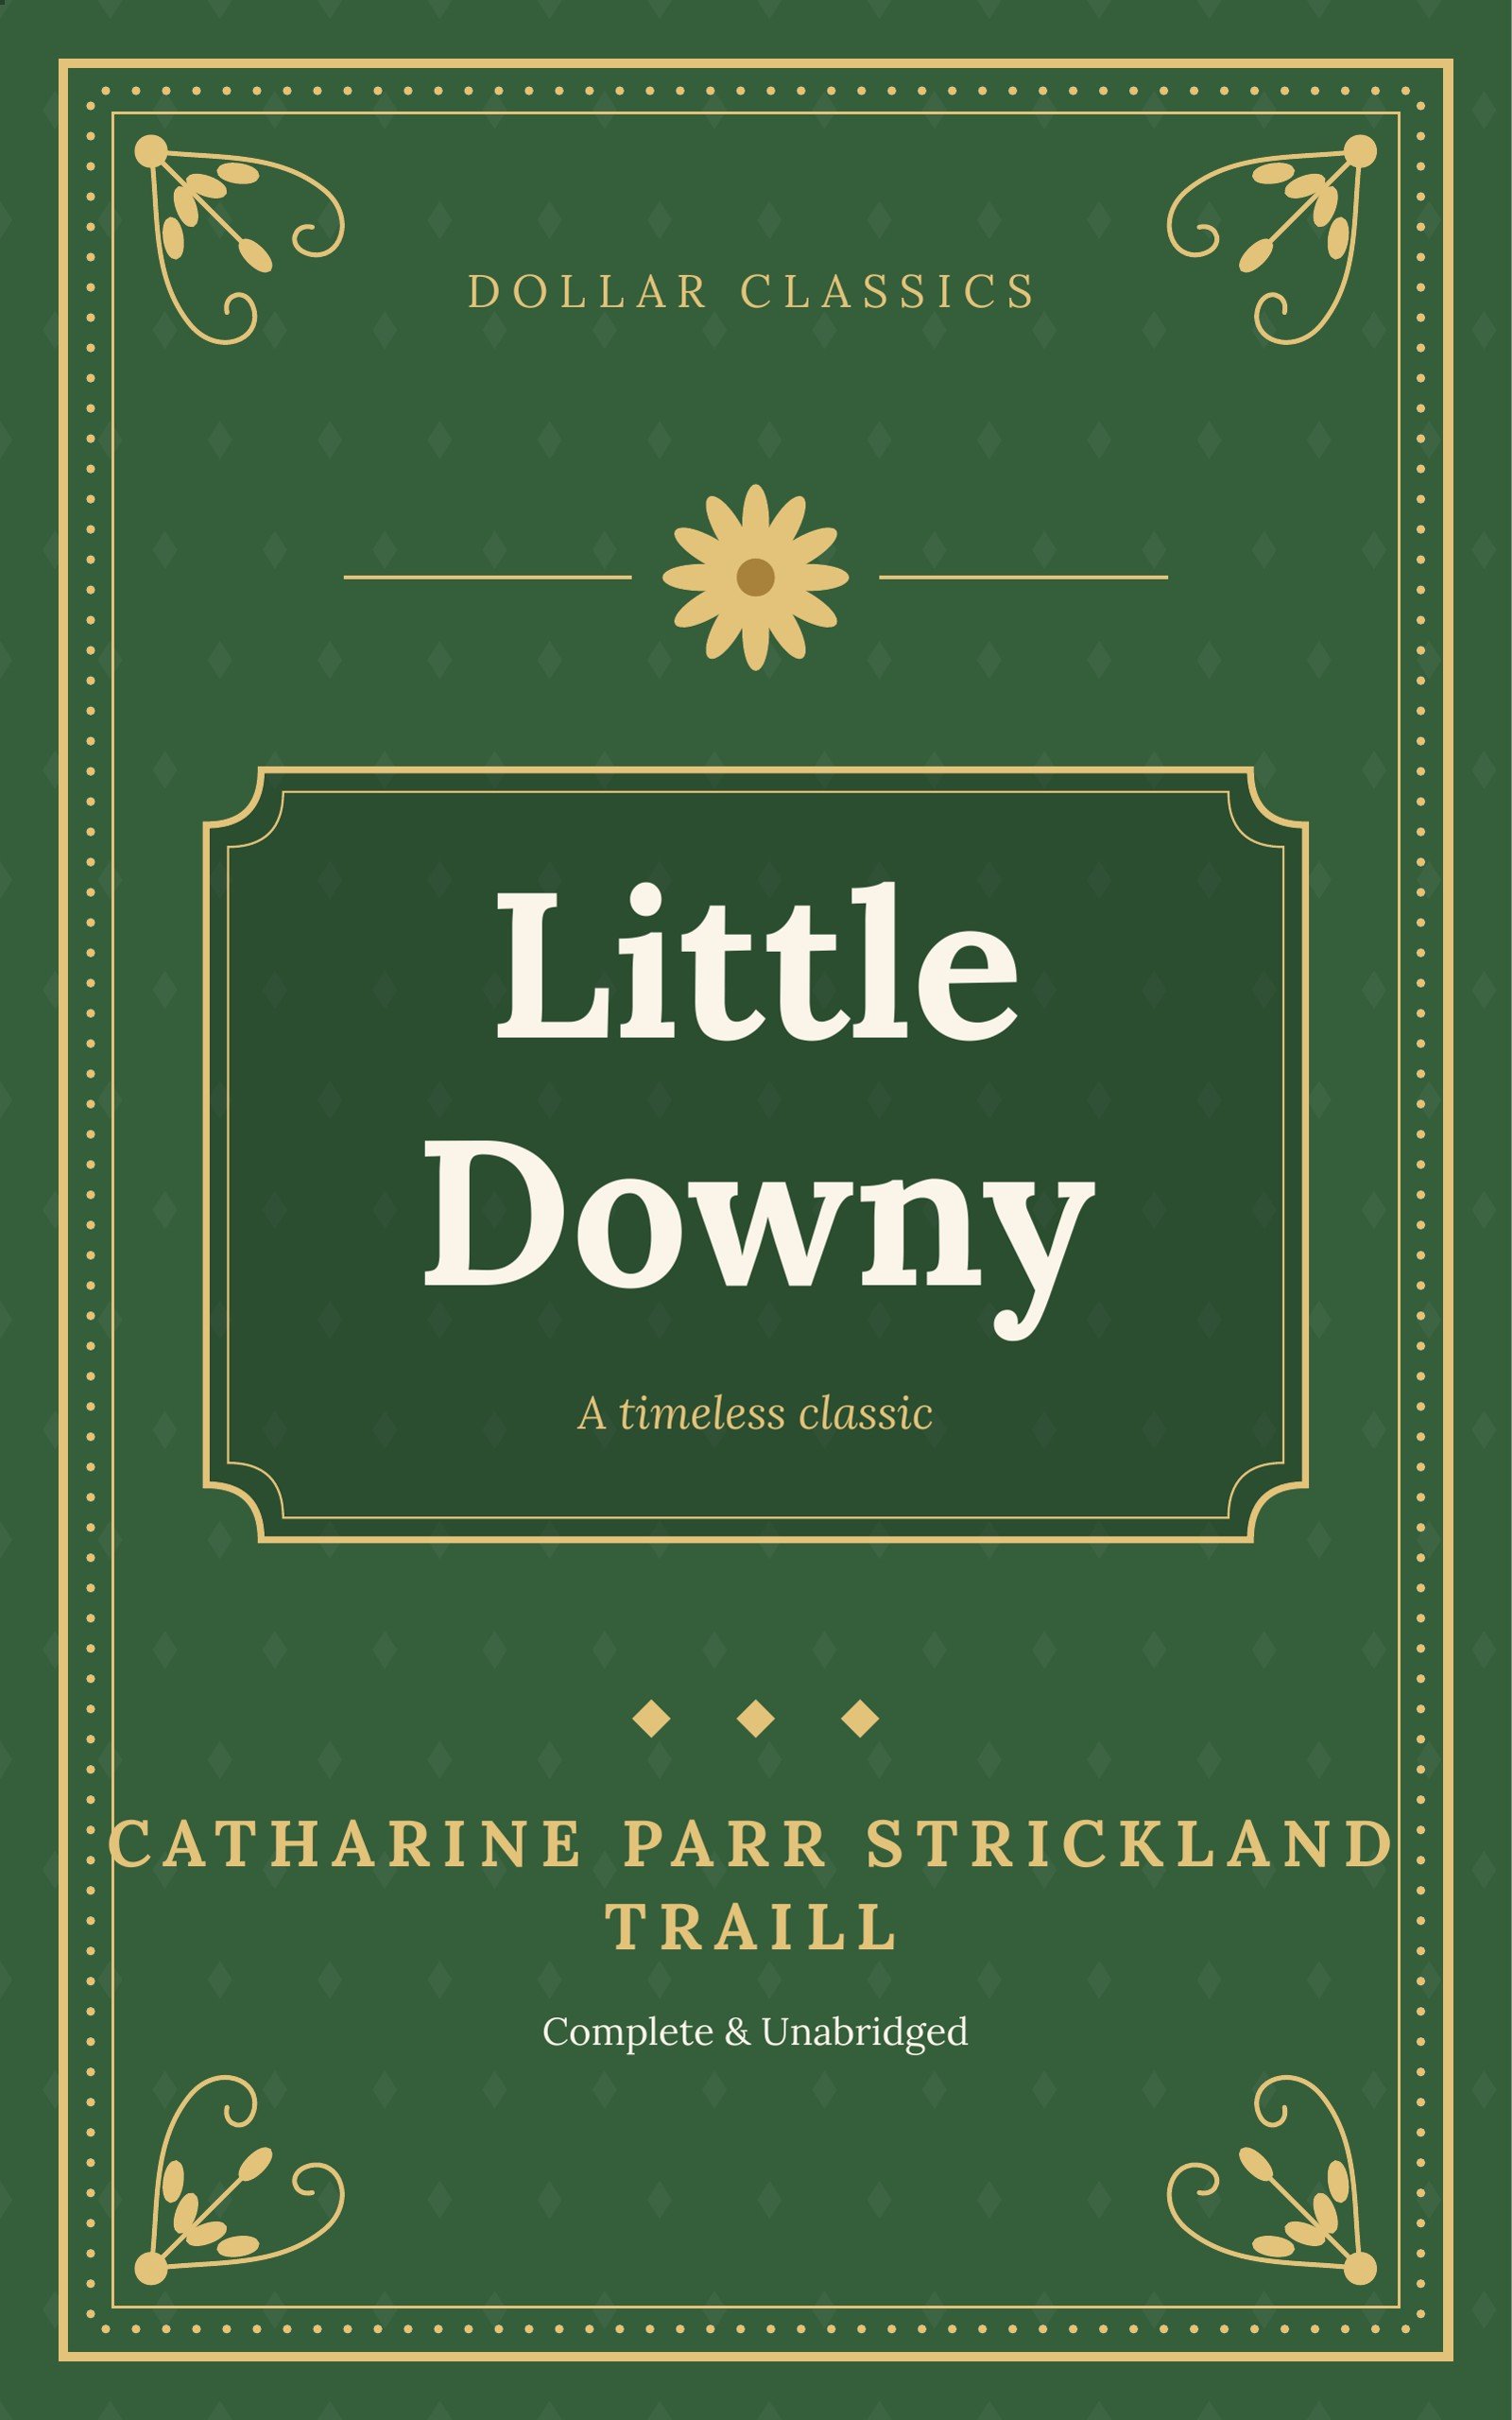 DOLLAR CLASSICS
Little
Downy
A timeless classic
CATHARINE PARR STRICKLAND
TRAILL
Complete & Unabridged